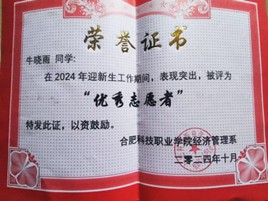 荣誉证书
牛晓雨 同学:
在2024年迎新生工作期间，表现突出，被评为
“优秀志愿者”
特发此证，以资鼓励。
合肥科技职业学院经济管理系
二零二四年十月